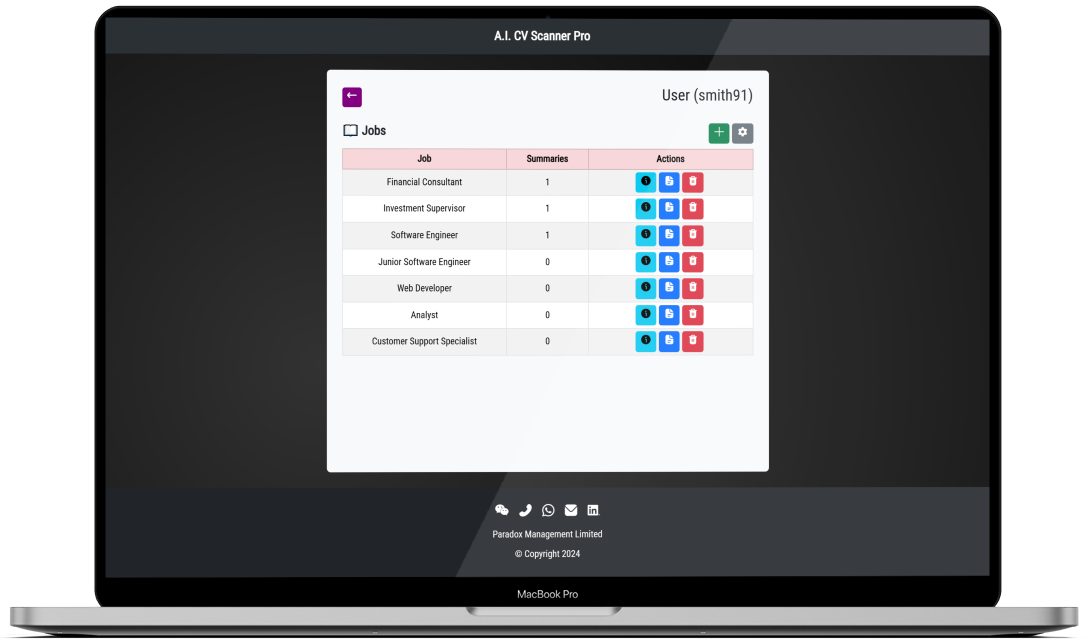 A.I. CV Scanner Pro
User (smith91)
Jobs
Job Summaries Actions
Financial Consultant 1
Investment Supervisor 1
Software Engineer 1
Junior Software Engineer 0
Web Developer 0
Analyst 0
Customer Support Specialist 0
Paradox Management Limited
© Copyright 2024
MacBook Pro